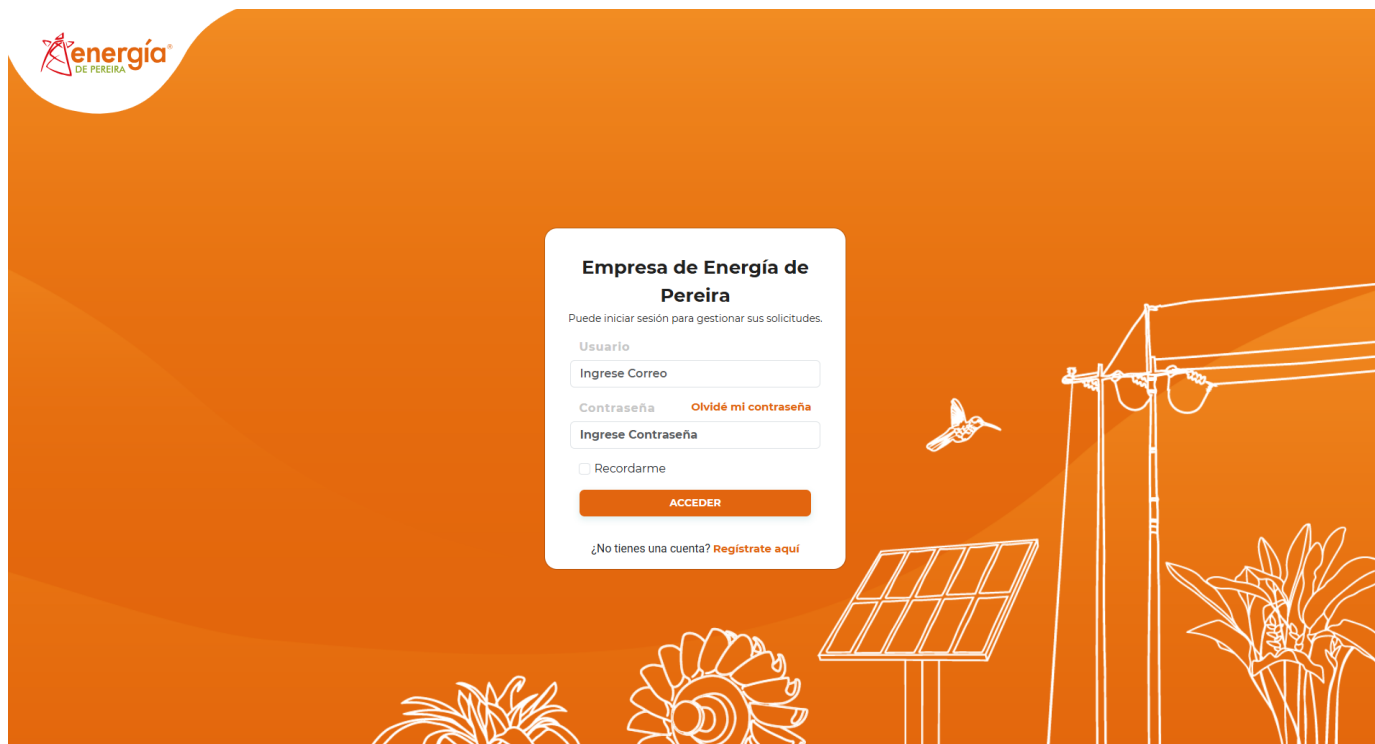 energía®
DE PEREIRA
Empresa de Energía de
Pereira
Puede iniciar sesión para gestionar sus solicitudes.
Usuario
Ingrese Correo
Contraseña Olvidé mi contraseña
Ingrese Contraseña
Recordarme
ACCEDER
¿No tienes una cuenta? Regístrate aquí